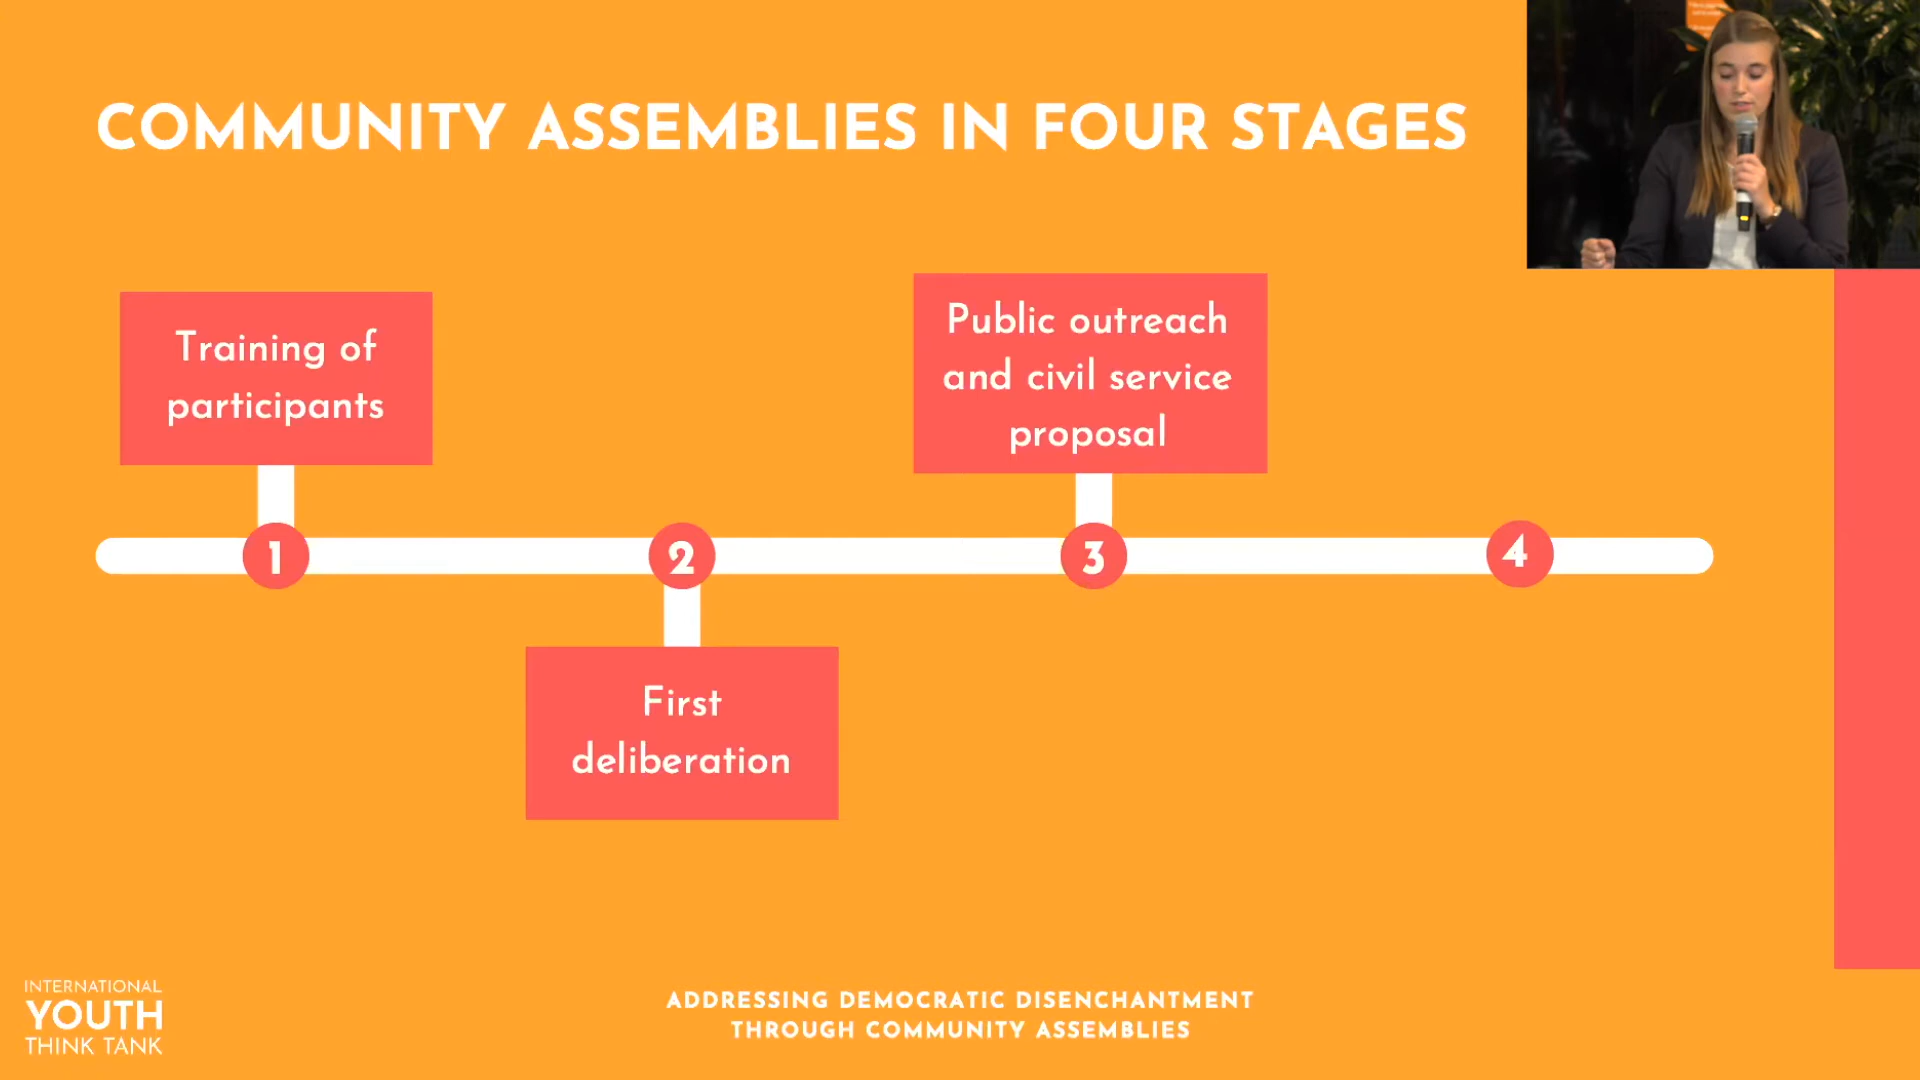 COMMUNITY ASSEMBLIES IN FOUR STAGES
Training of
participants
Public outreach
and civil service
proposal
1
2
3
4
First
deliberation
INTERNATIONAL
YOUTH
THINK TANK
ADDRESSING DEMOCRATIC DISENCHANTMENT
THROUGH COMMUNITY ASSEMBLIES